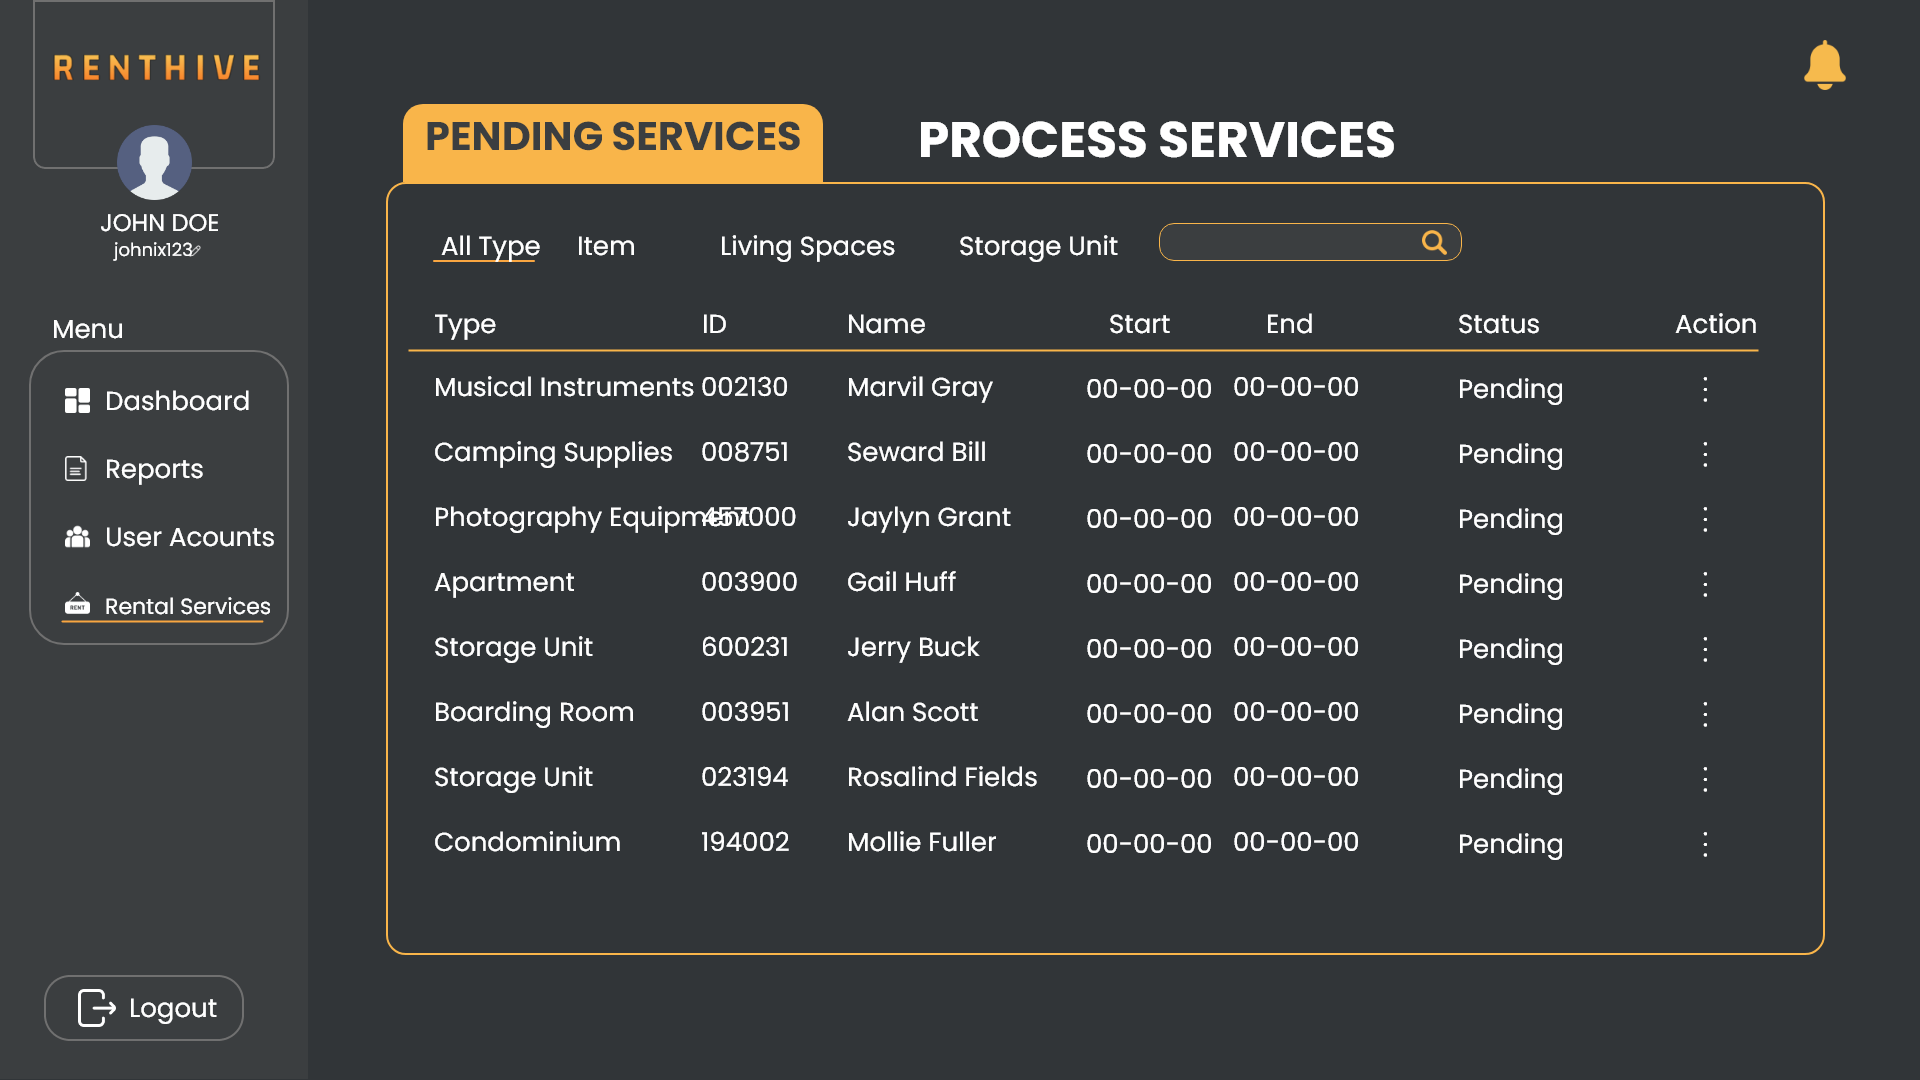 RENTHIVE
JOHN DOE
johnix123
Menu
Dashboard
Reports
User Acounts
RENT
Rental Services
Logout
PENDING SERVICES
PROCESS SERVICES
All Type Item Living Spaces Storage Unit
Type ID Name Start End Status Action
Musical Instruments 002130 Marvil Gray 00-00-00 00-00-00 Pending
Camping Supplies 008751 Seward Bill 00-00-00 00-00-00 Pending
Photography Equipment 457000 Jaylyn Grant 00-00-00 00-00-00 Pending
Apartment 003900 Gail Huff 00-00-00 00-00-00 Pending
Storage Unit 600231 Jerry Buck 00-00-00 00-00-00 Pending
Boarding Room 003951 Alan Scott 00-00-00 00-00-00 Pending
Storage Unit 023194 Rosalind Fields 00-00-00 00-00-00 Pending
Condominium 194002 Mollie Fuller 00-00-00 00-00-00 Pending